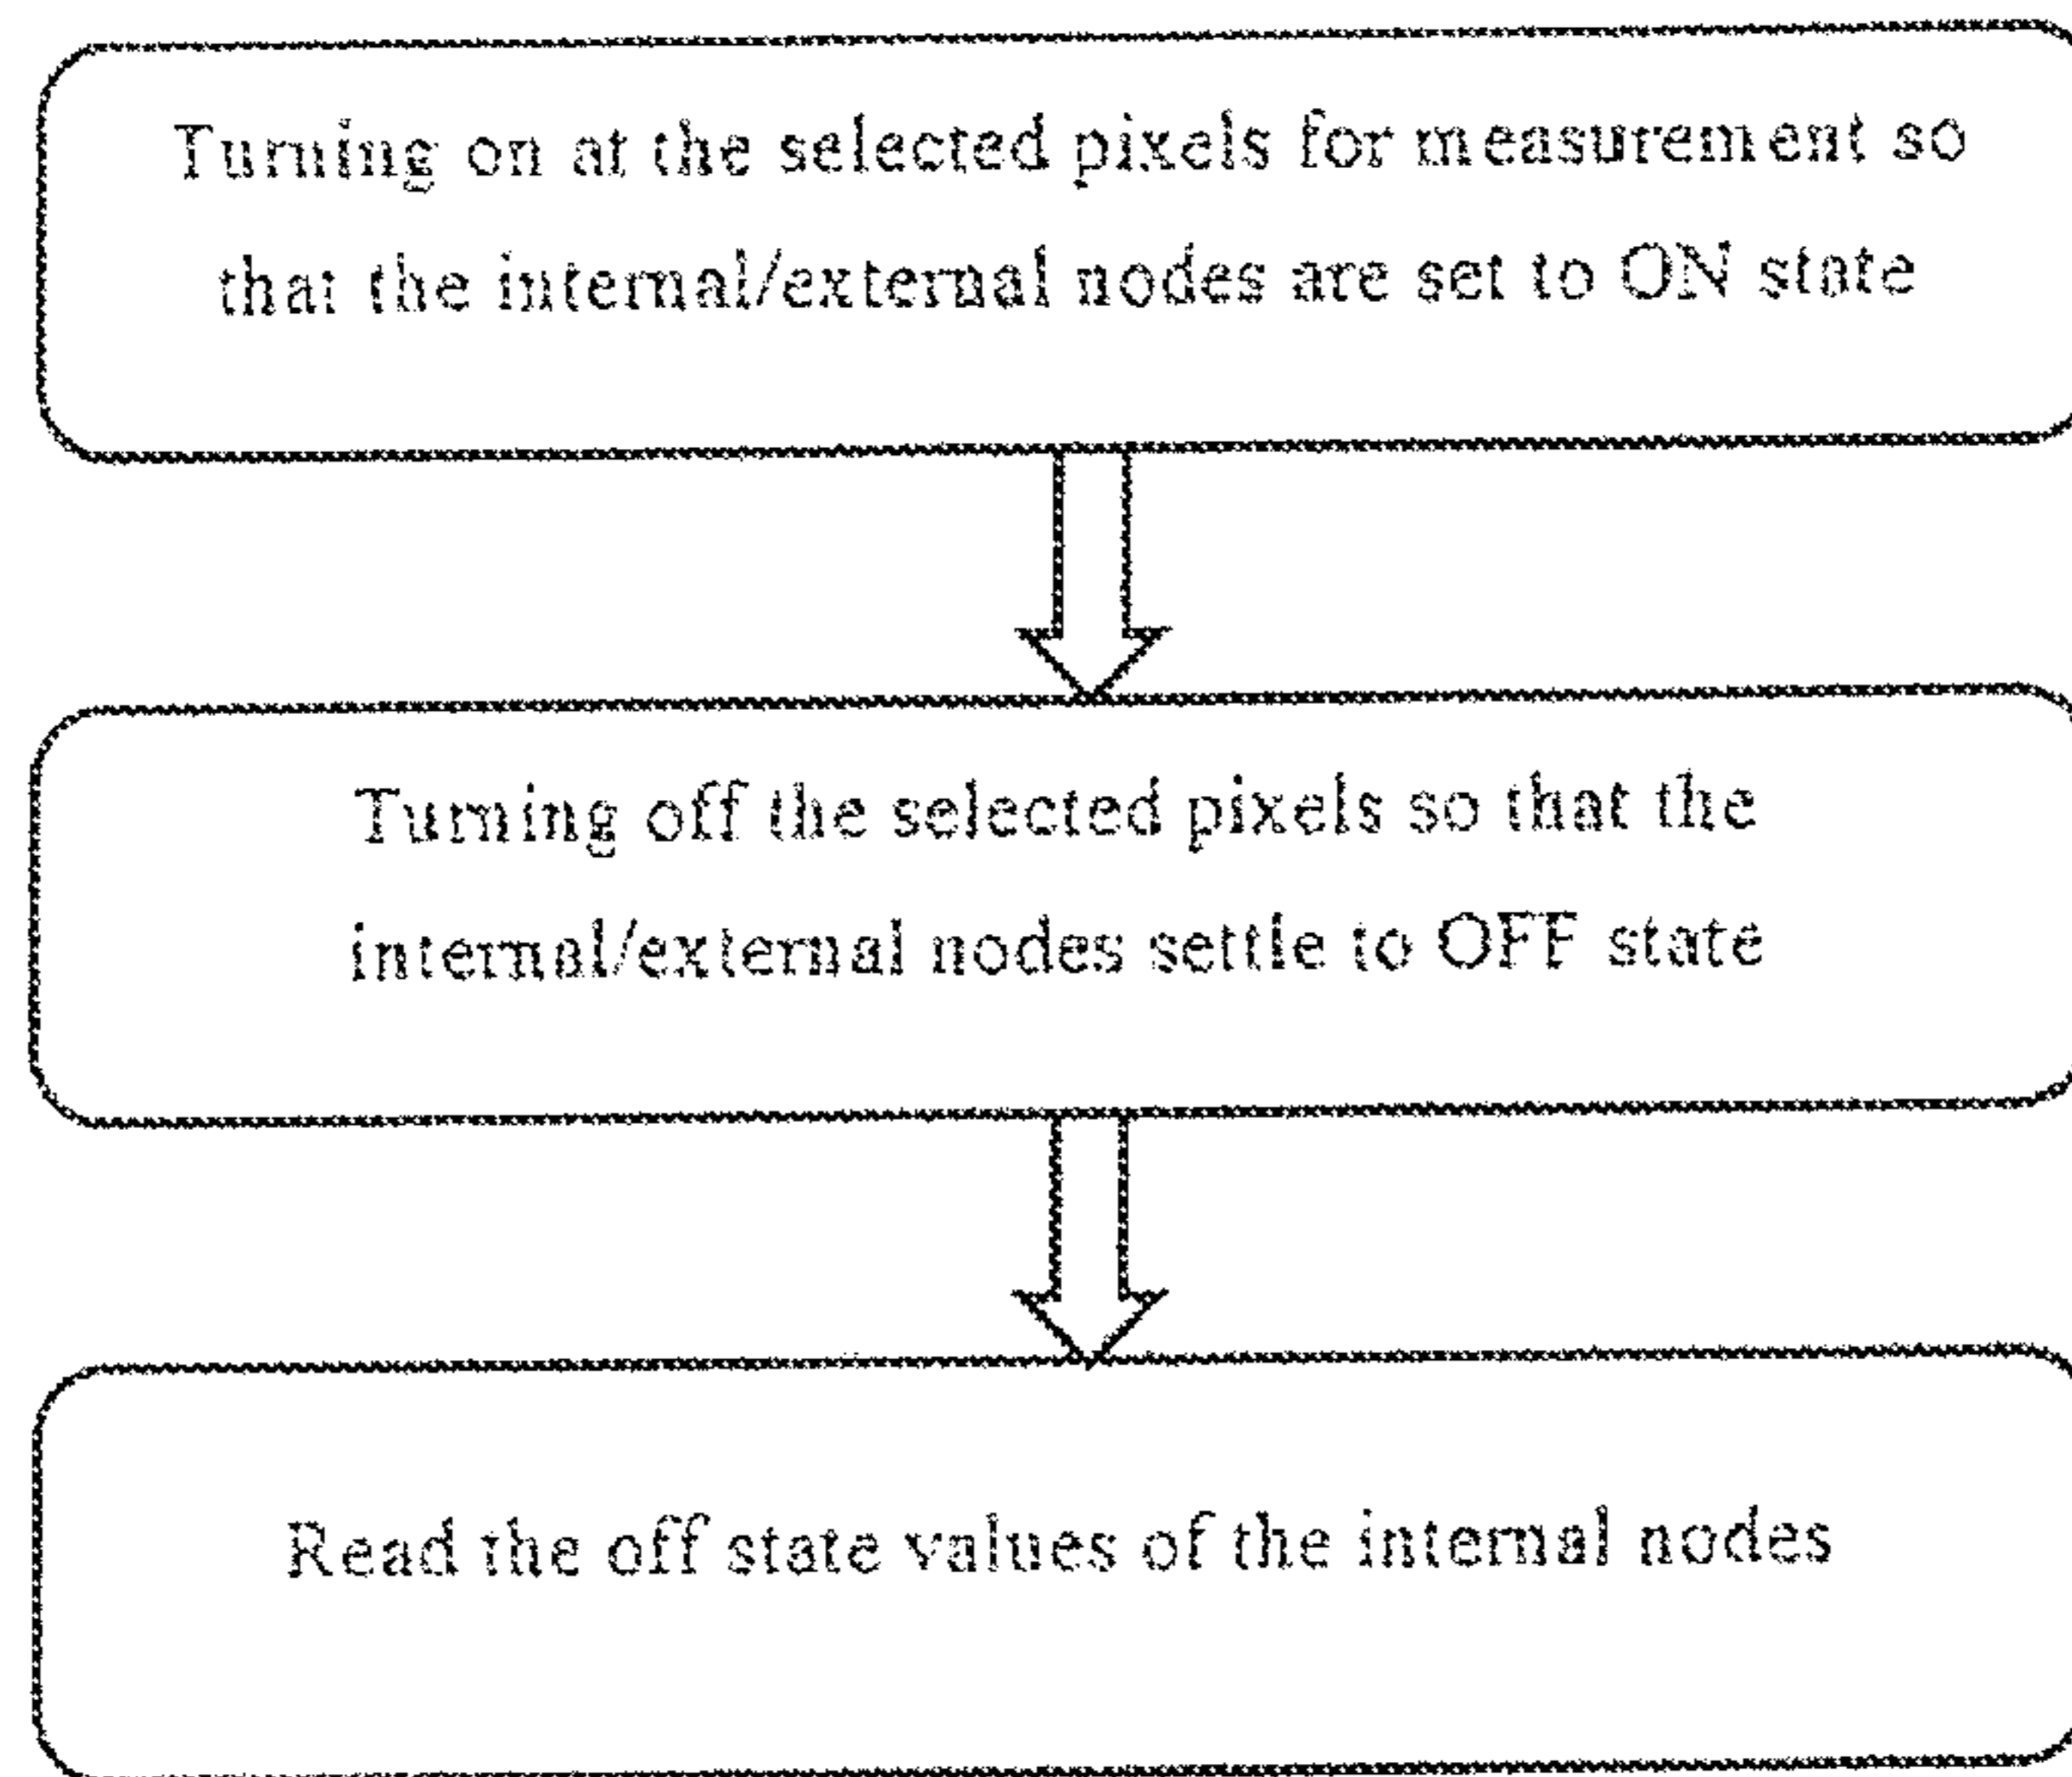 Turning on at the selected pixels for measurement so
that the internal/external nodes are set to ON state
Turning off the selected pixels so that the
internal/external nodes settle to OFF state
Read the off state values of the internal nodes